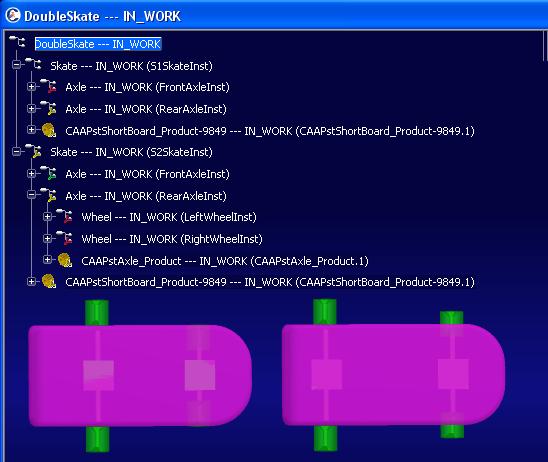 DoubleSkate --- IN_WORK
DoubleSkate --- IN_WORK
Skate --- IN_WORK (S1SkateInst)
Axle --- IN_WORK (FrontAxleInst)
Axle --- IN_WORK (RearAxleInst)
CAAPstShortBoard_Product-9849 --- IN_WORK (CAAPstShortBoard_Product-9849.1)
Skate --- IN_WORK (S2SkateInst)
Axle --- IN_WORK (FrontAxleInst)
Axle --- IN_WORK (RearAxleInst)
Wheel --- IN_WORK (LeftWheelInst)
Wheel --- IN_WORK (RightWheelInst)
CAAPstAxle_Product --- IN_WORK (CAAPstAxle_Product.1)
CAAPstShortBoard_Product-9849 --- IN_WORK (CAAPstShortBoard_Product-9849.1)